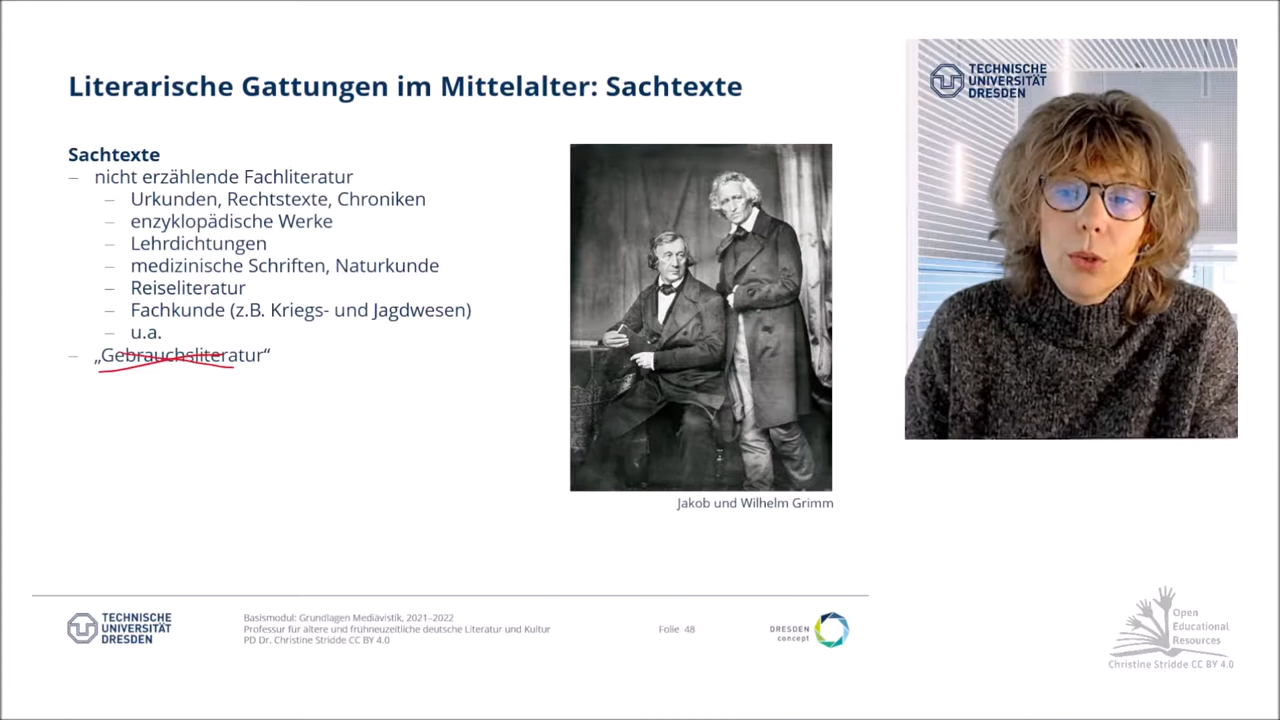 Literarische Gattungen im Mittelalter: Sachtexte
Sachtexte
– nicht erzählende Fachliteratur
– Urkunden, Rechtstexte, Chroniken
– enzyklopädische Werke
– Lehrdichtungen
– medizinische Schriften, Naturkunde
– Reiseliteratur
– Fachkunde (z.B. Kriegs- und Jagdwesen)
– u.a.
– „Gebrauchsliteratur“
Jakob und Wilhelm Grimm
TECHNISCHE
UNIVERSITÄT
DRESDEN
TECHNISCHE
UNIVERSITÄT
DRESDEN
Basismodul: Grundlagen Mediävistik, 2021–2022
Professur für ältere und frühneuzeitliche deutsche Literatur und Kultur
PD Dr. Christine Stridde CC BY 4.0
Folie 48
DRESDEN
concept
Open
Educational
Resources
Christine Stridde CC BY 4.0